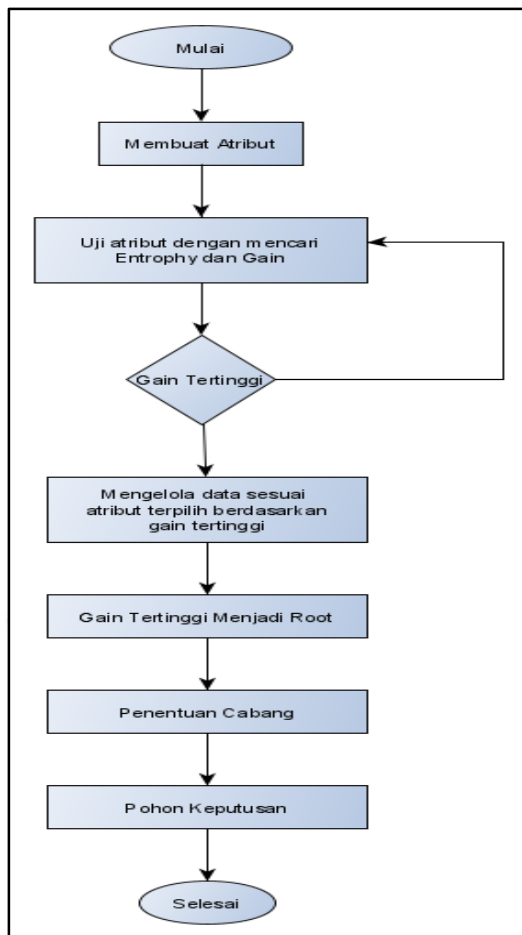 Mulai
Membuat Atribut
Uji atribut dengan mencari
Entrophy dan Gain
Gain Tertinggi
Mengelola data sesuai
atribut terpilih berdasarkan
gain tertinggi
Gain Tertinggi Menjadi Root
Penentuan Cabang
Pohon Keputusan
Selesai